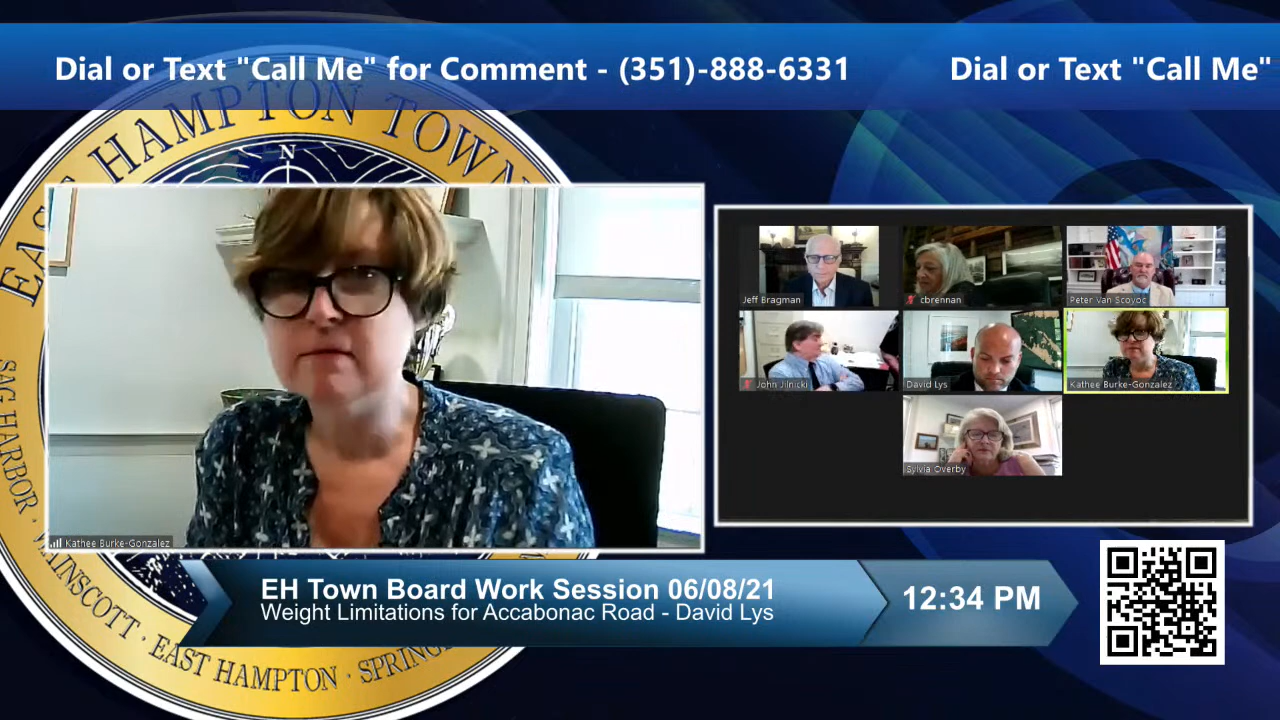 Dial or Text "Call Me" for Comment - (351)-888-6331
Dial or Text "Call Me"
EAST HAMPTON TOWN
N
SAG HARBOR · WAINSCOTT · EAST HAMPTON · SPRING
Kathee Burke-Gonzalez
Jeff Bragman
cbrennan
Peter Van Scoyoc
John Jilnicki
David Lys
Kathee Burke-Gonzalez
Sylvia Overby
EH Town Board Work Session 06/08/21
Weight Limitations for Accabonac Road - David Lys
12:34 PM